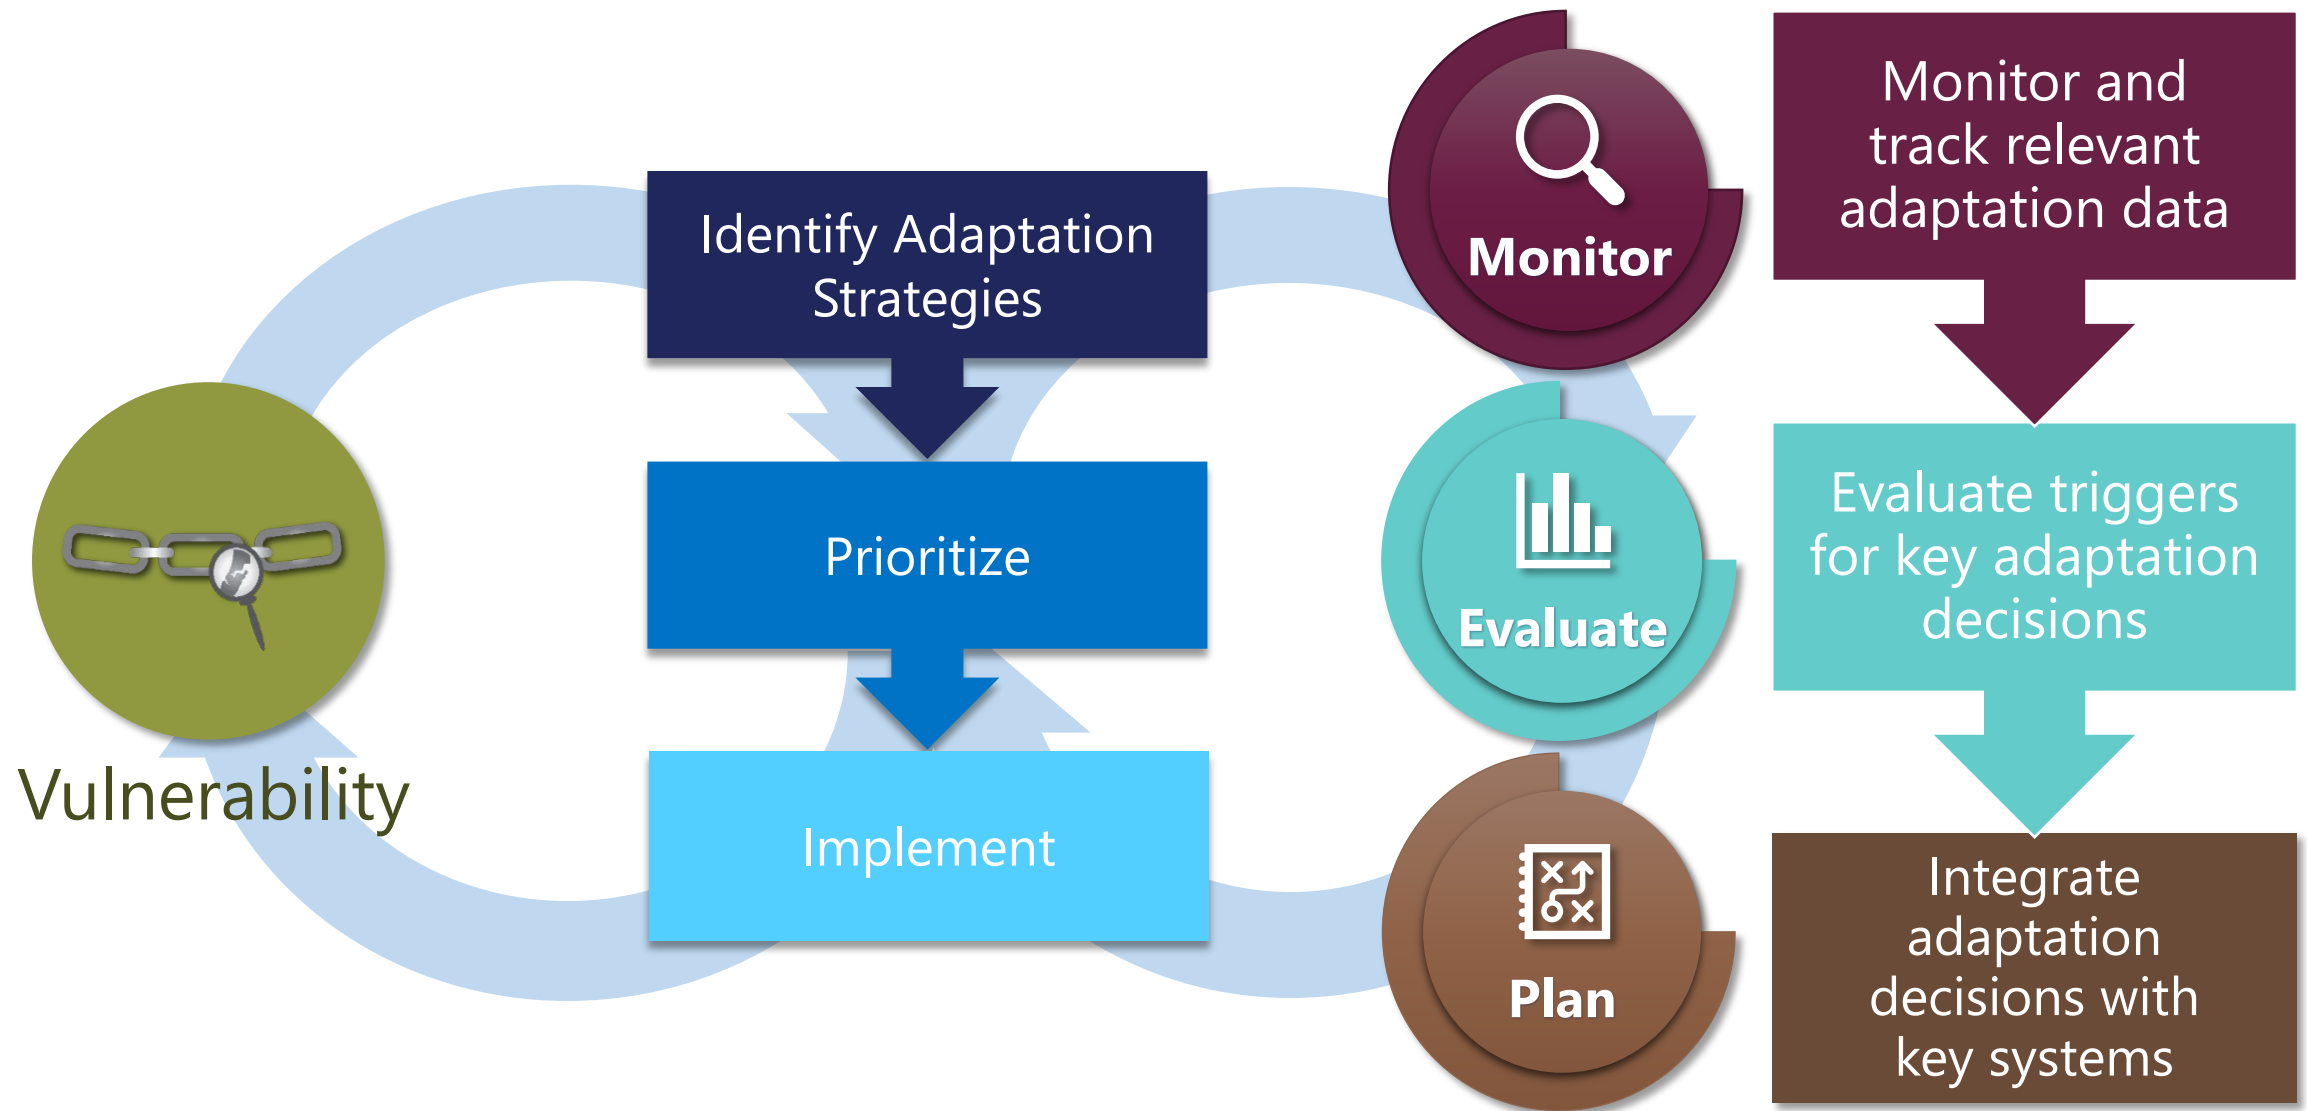 Vulnerability
Identify Adaptation
Strategies
Prioritize
Implement
Monitor
Evaluate
Plan
Monitor and
track relevant
adaptation data
Evaluate triggers
for key adaptation
decisions
Integrate
adaptation
decisions with
key systems